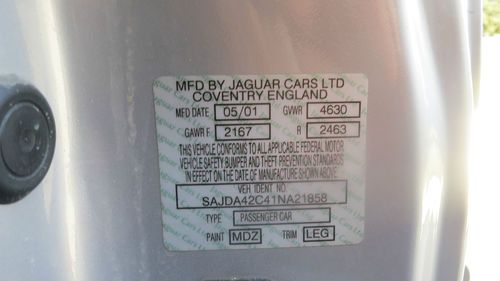 MFD BY JAGUAR CARS LTD
COVENTRY ENGLAND
MFD DATE 05/01 GVWR 4630
GAWR F. 2167 R 2463
THIS VEHICLE CONFORMS TO ALL APPLICABLE FEDERAL MOTOR
VEHICLE SAFETY BUMPER AND THEFT PREVENTION STANDARDS
IN EFFECT ON THE DATE OF MANUFACTURE SHOWN ABOVE
VEH. IDENT NO.
SAJDA42C41NA21858
TYPE PASSENGER CAR
PAINT MDZ TRIM LEG